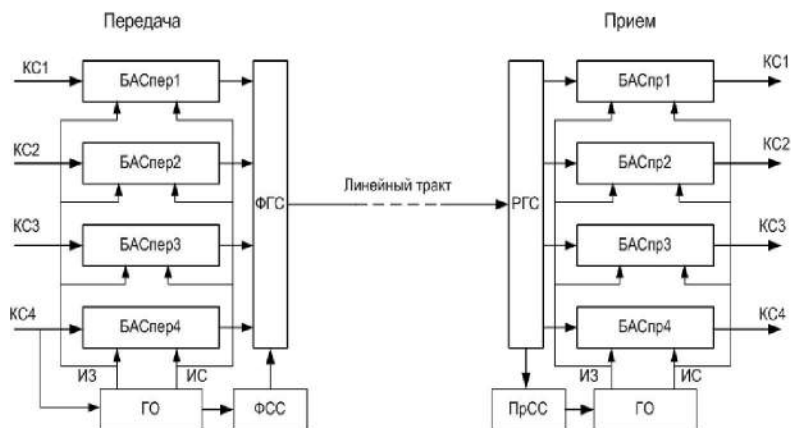 Передача
Прием
КС1
БАСпер1
БАСпр1
КС1
КС2
БАСпер2
БАСпр2
КС2
ФГС
Линейный тракт
РГС
КС3
БАСпер3
БАСпр3
КС3
КС4
БАСпер4
БАСпр4
КС4
ИЗ
ИС
ИЗ
ИС
ГО
ФСС
ПрСС
ГО